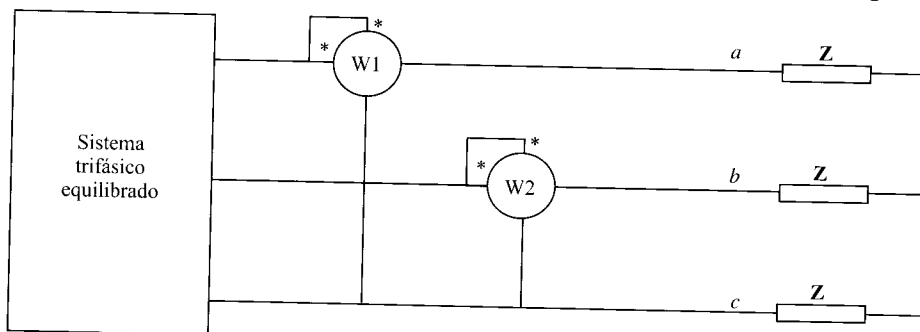 *
*
W1
a
Z
Sistema
trifásico
equilibrado
*
*
W2
b
Z
c
Z